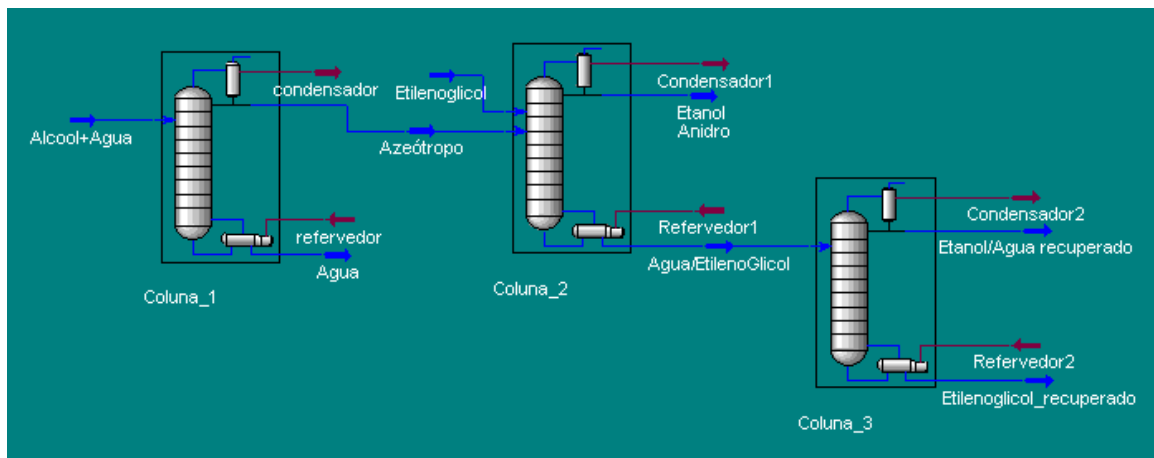 Alcool+Agua
condensador
Azeótropo
refervedor
Agua
Coluna_1
Etilenoglicol
Condensador1
Etanol
Anidro
Refervedor1
Agua/EtilenoGlicol
Coluna_2
Condensador2
Etanol/Agua recuperado
Refervedor2
Etilenoglicol_recuperado
Coluna_3